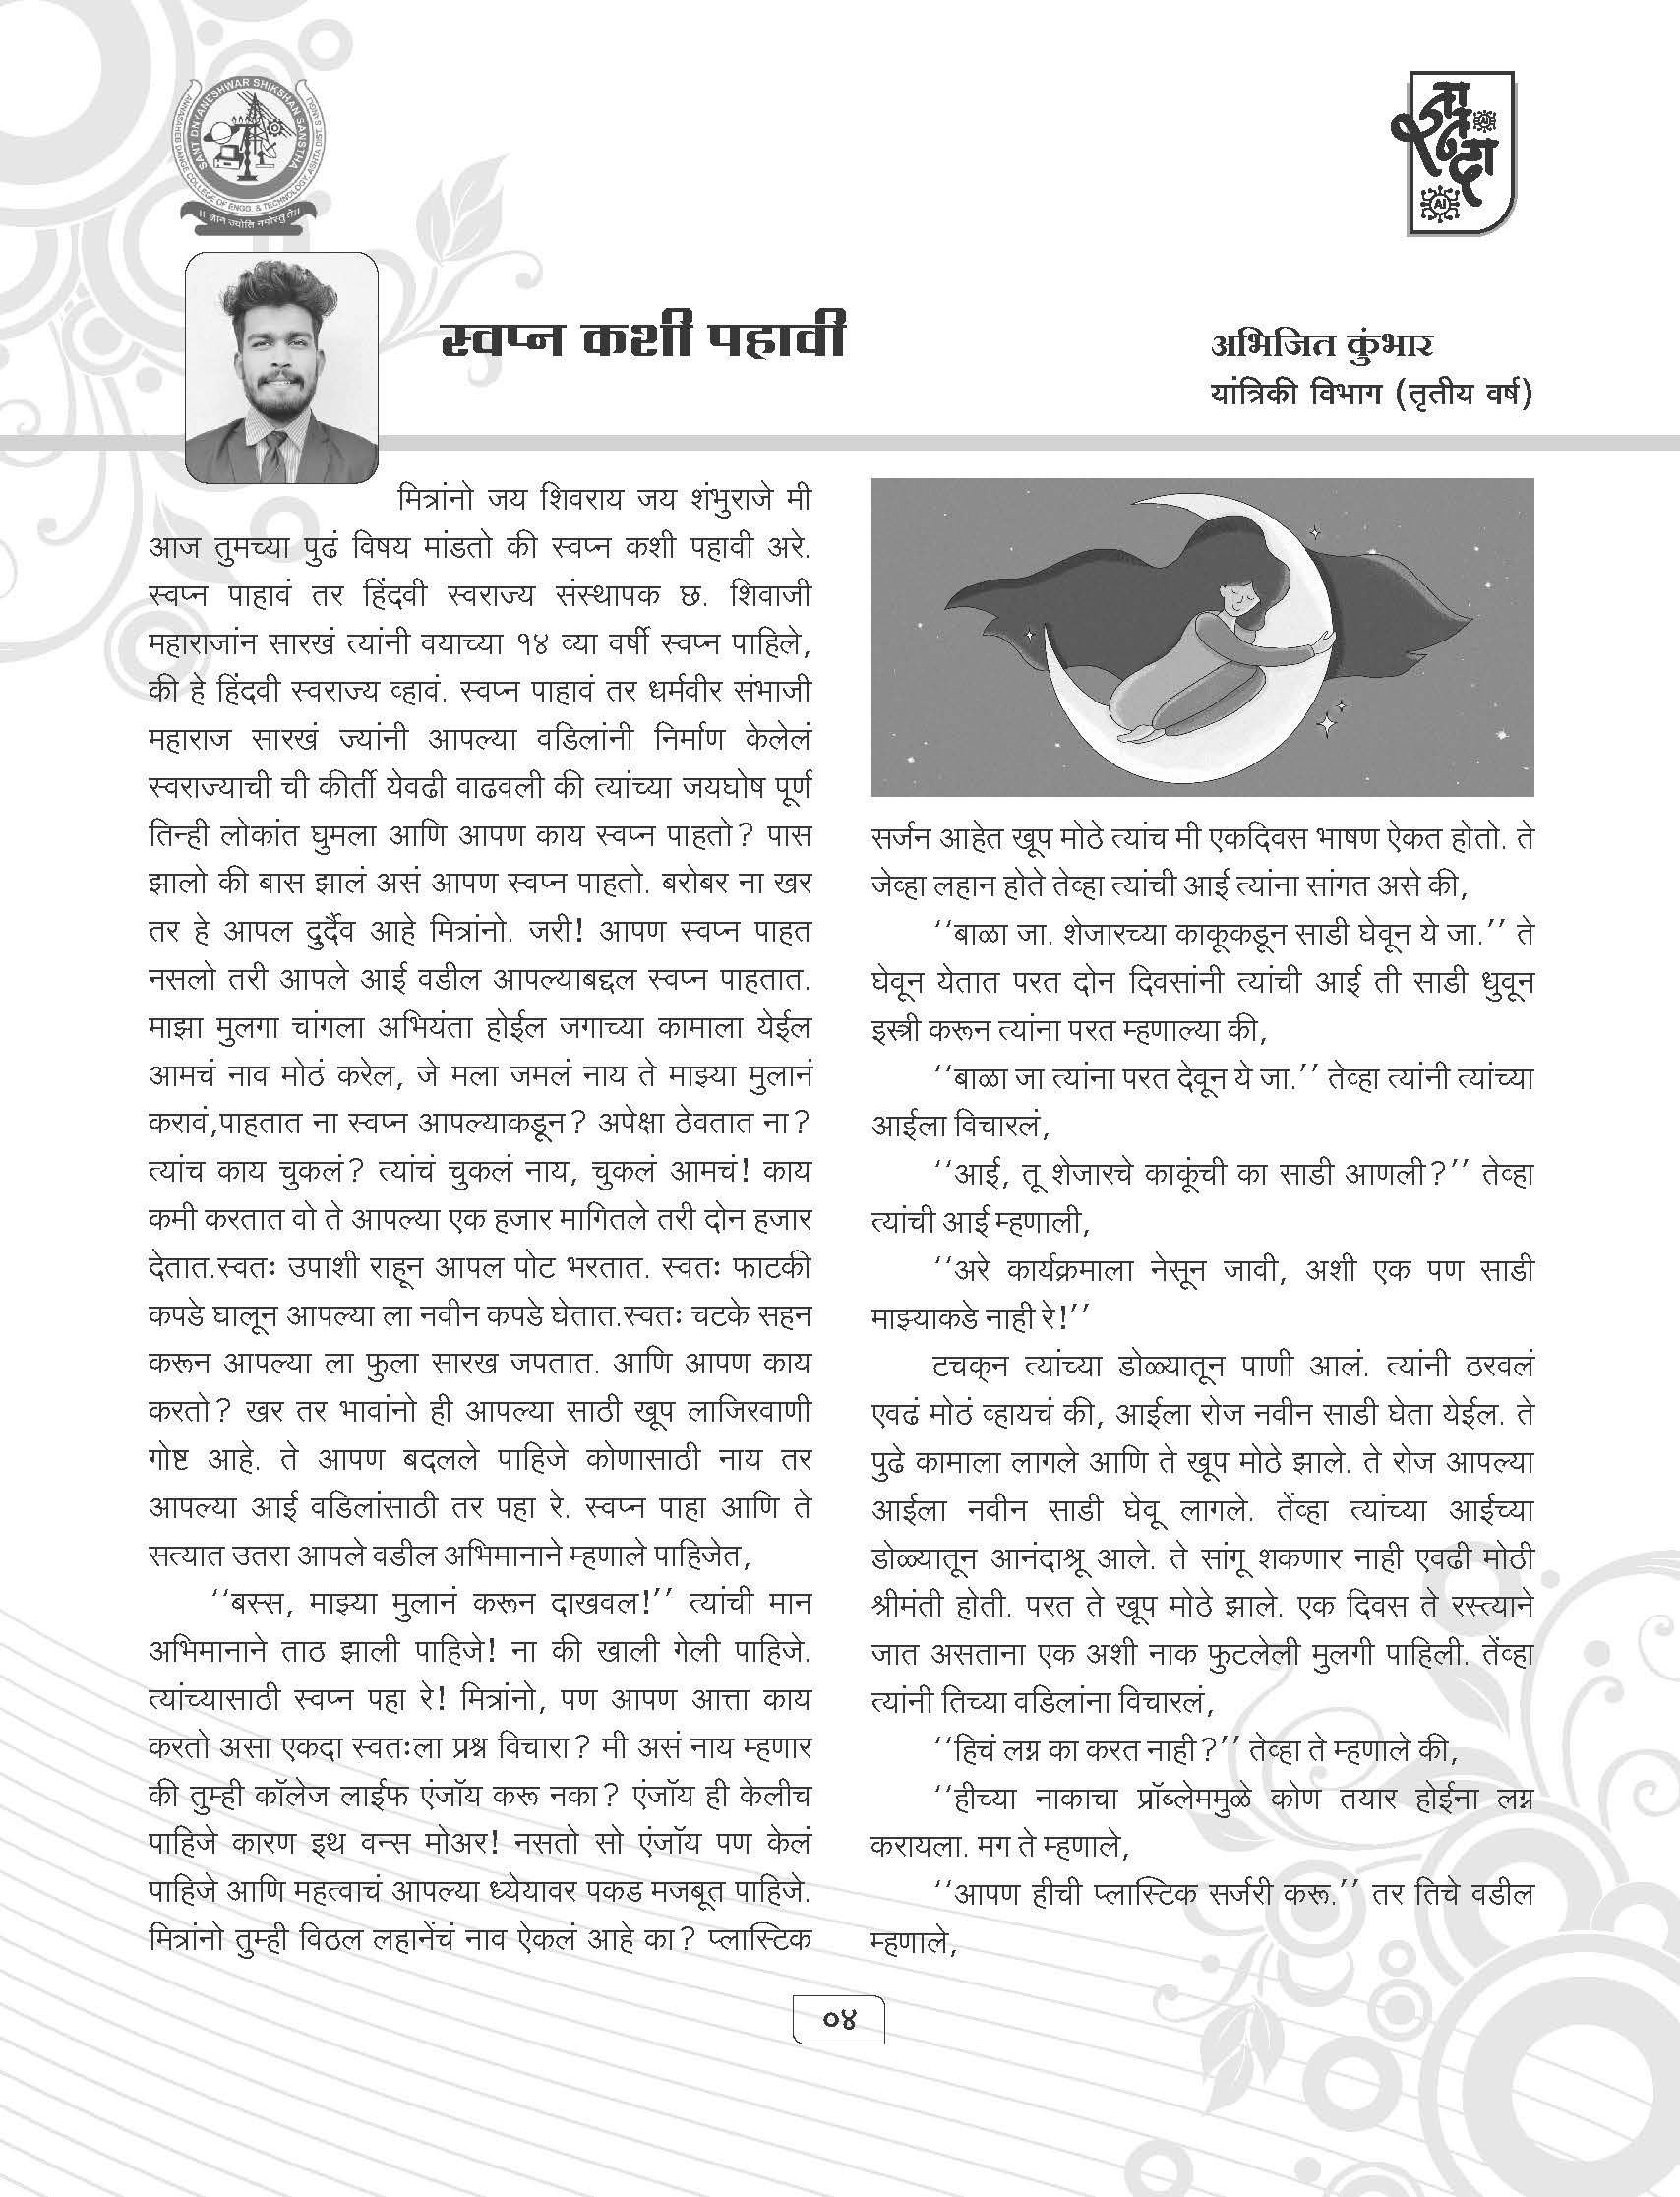 SANT DNYANESHWAR SHIKSHAN SANSTHA
ANNASAHEB DANGE COLLEGE OF ENGG. & TECHNOLOGY, ASHTA DIST. SANGLI
।। ज्ञान ज्योति नमोस्तु ते।।
AI
AI
स्वप्न कशी पहावी
अभिजित कुंभार
यांत्रिकी विभाग (तृतीय वर्ष)
मित्रांनो जय शिवराय जय शंभुराजे मी
आज तुमच्या पुढं विषय मांडतो की स्वप्न कशी पहावी अरे.
स्वप्न पाहावं तर हिंदवी स्वराज्य संस्थापक छ. शिवाजी
महाराजांन सारखं त्यांनी वयाच्या १४ व्या वर्षी स्वप्न पाहिले,
की हे हिंदवी स्वराज्य व्हावं. स्वप्न पाहावं तर धर्मवीर संभाजी
महाराज सारखं ज्यांनी आपल्या वडिलांनी निर्माण केलेलं
स्वराज्याची ची कीर्ती येवढी वाढवली की त्यांच्या जयघोष पूर्ण
तिन्ही लोकांत घुमला आणि आपण काय स्वप्न पाहतो? पास
झालो की बास झालं असं आपण स्वप्न पाहतो. बरोबर ना खर
तर हे आपल दुर्दैव आहे मित्रांनो. जरी! आपण स्वप्न पाहत
नसलो तरी आपले आई वडील आपल्याबद्दल स्वप्न पाहतात.
माझा मुलगा चांगला अभियंता होईल जगाच्या कामाला येईल
आमचं नाव मोठं करेल, जे मला जमलं नाय ते माझ्या मुलानं
करावं,पाहतात ना स्वप्न आपल्याकडून? अपेक्षा ठेवतात ना?
त्यांच काय चुकलं? त्यांचं चुकलं नाय, चुकलं आमचं! काय
कमी करतात वो ते आपल्या एक हजार मागितले तरी दोन हजार
देतात.स्वतः उपाशी राहून आपल पोट भरतात. स्वतः फाटकी
कपडे घालून आपल्या ला नवीन कपडे घेतात.स्वतः चटके सहन
करून आपल्या ला फुला सारख जपतात. आणि आपण काय
करतो? खर तर भावांनो ही आपल्या साठी खूप लाजिरवाणी
गोष्ट आहे. ते आपण बदलले पाहिजे कोणासाठी नाय तर
आपल्या आई वडिलांसाठी तर पहा रे. स्वप्न पाहा आणि ते
सत्यात उतरा आपले वडील अभिमानाने म्हणाले पाहिजेत,
‘‘बस्स, माझ्या मुलानं करून दाखवल!’’ त्यांची मान
अभिमानाने ताठ झाली पाहिजे! ना की खाली गेली पाहिजे.
त्यांच्यासाठी स्वप्न पहा रे! मित्रांनो, पण आपण आत्ता काय
करतो असा एकदा स्वतःला प्रश्न विचारा? मी असं नाय म्हणार
की तुम्ही कॉलेज लाईफ एंजॉय करू नका? एंजॉय ही केलीच
पाहिजे कारण इथ वन्स मोअर! नसतो सो एंजॉय पण केलं
पाहिजे आणि महत्वाचं आपल्या ध्येयावर पकड मजबूत पाहिजे.
मित्रांनो तुम्ही विठल लहानेंचं नाव ऐकलं आहे का? प्लास्टिक
सर्जन आहेत खूप मोठे त्यांच मी एकदिवस भाषण ऐकत होतो. ते
जेव्हा लहान होते तेव्हा त्यांची आई त्यांना सांगत असे की,
‘‘बाळा जा. शेजारच्या काकूकडून साडी घेवून ये जा.’’ ते
घेवून येतात परत दोन दिवसांनी त्यांची आई ती साडी धुवून
इस्त्री करून त्यांना परत म्हणाल्या की,
‘‘बाळा जा त्यांना परत देवून ये जा.’’ तेव्हा त्यांनी त्यांच्या
आईला विचारलं,
‘‘आई, तू शेजारचे काकूंची का साडी आणली?’’ तेव्हा
त्यांची आई म्हणाली,
‘‘अरे कार्यक्रमाला नेसून जावी, अशी एक पण साडी
माझ्याकडे नाही रे!’’
टचक्न त्यांच्या डोळ्यातून पाणी आलं. त्यांनी ठरवलं
एवढं मोठं व्हायचं की, आईला रोज नवीन साडी घेता येईल. ते
पुढे कामाला लागले आणि ते खूप मोठे झाले. ते रोज आपल्या
आईला नवीन साडी घेवू लागले. तेंव्हा त्यांच्या आईच्या
डोळ्यातून आनंदाश्रू आले. ते सांगू शकणार नाही एवढी मोठी
श्रीमंती होती. परत ते खूप मोठे झाले. एक दिवस ते रस्त्याने
जात असताना एक अशी नाक फुटलेली मुलगी पाहिली. तेंव्हा
त्यांनी तिच्या वडिलांना विचारलं,
‘‘हिचं लग्न का करत नाही?’’ तेव्हा ते म्हणाले की,
‘‘हीच्या नाकाचा प्रॉब्लेममुळे कोण तयार होईना लग्न
करायला. मग ते म्हणाले,
‘‘आपण हीची प्लास्टिक सर्जरी करू.’’ तर तिचे वडील
म्हणाले,
०४